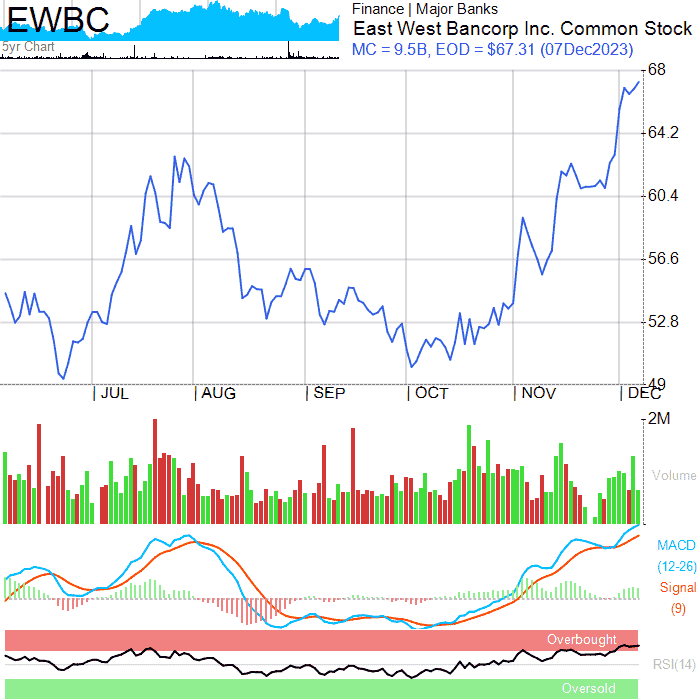 EWBC
5yr Chart
Finance | Major Banks
East West Bancorp Inc. Common Stock
MC = 9.5B, EOD = $67.31 (07Dec2023)
68
64.2
60.4
56.6
52.8
49
| JUL | AUG | SEP | OCT | NOV | DEC
2M
Volume
MACD
(12-26)
Signal
(9)
Overbought
RSI(14)
Oversold